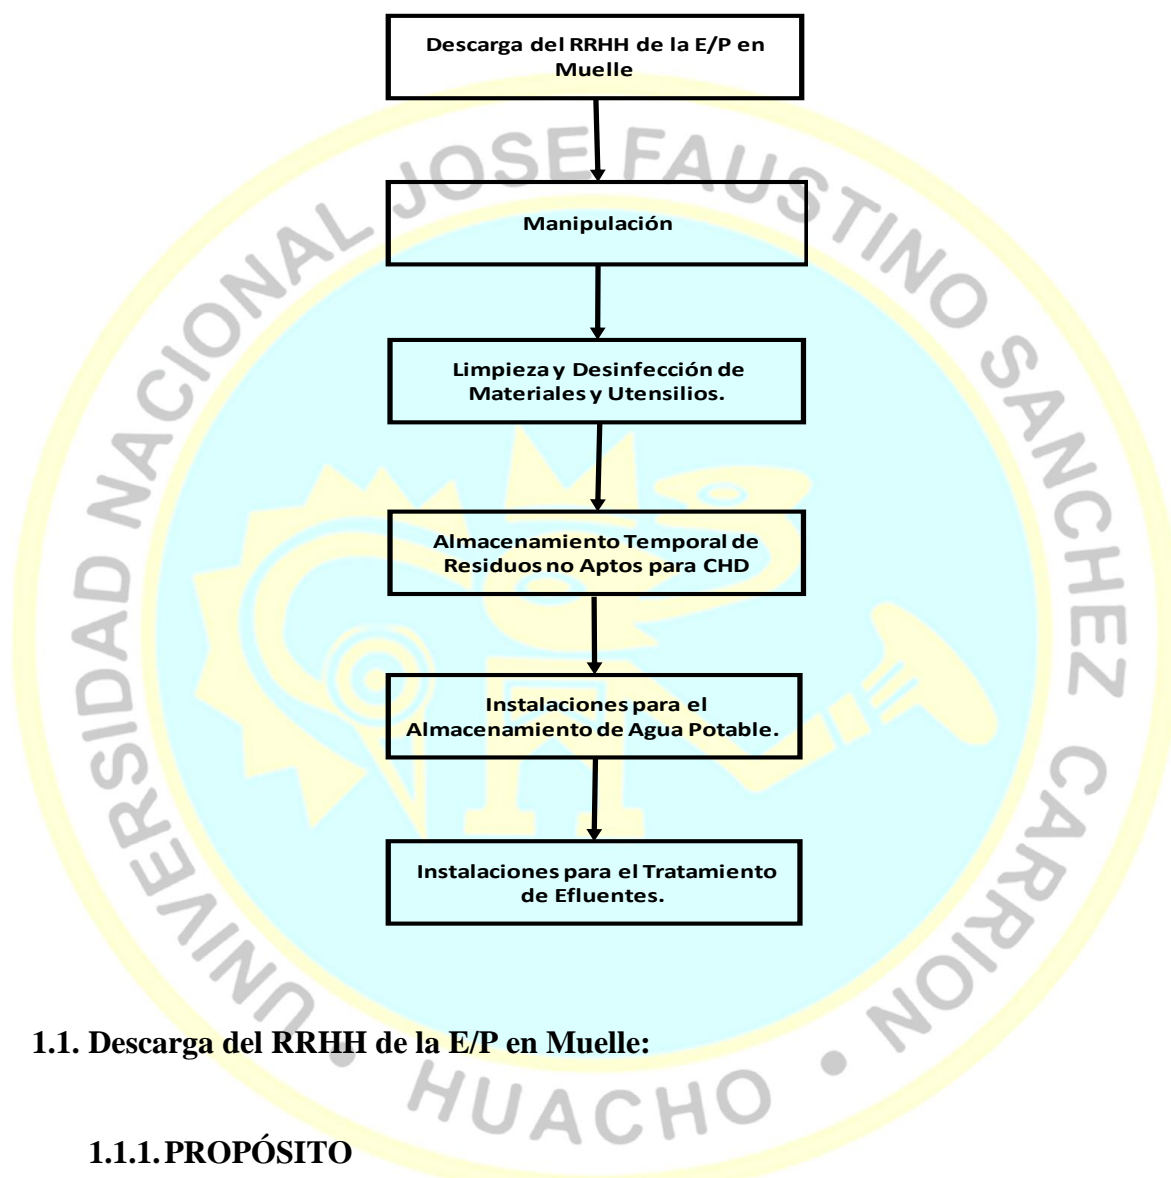 Descarga del RRHH de la E/P en
Muelle
Manipulación
Limpieza y Desinfección de
Materiales y Utensilios.
Almacenamiento Temporal de
Residuos no Aptos para CHD
Instalaciones para el
Almacenamiento de Agua Potable.
Instalaciones para el Tratamiento
de Efluentes.
UNIVERSIDAD NACIONAL JOSE FAUSTINO SANCHEZ CARRION
• HUACHO •
1.1. Descarga del RRHH de la E/P en Muelle:
1.1.1. PROPÓSITO